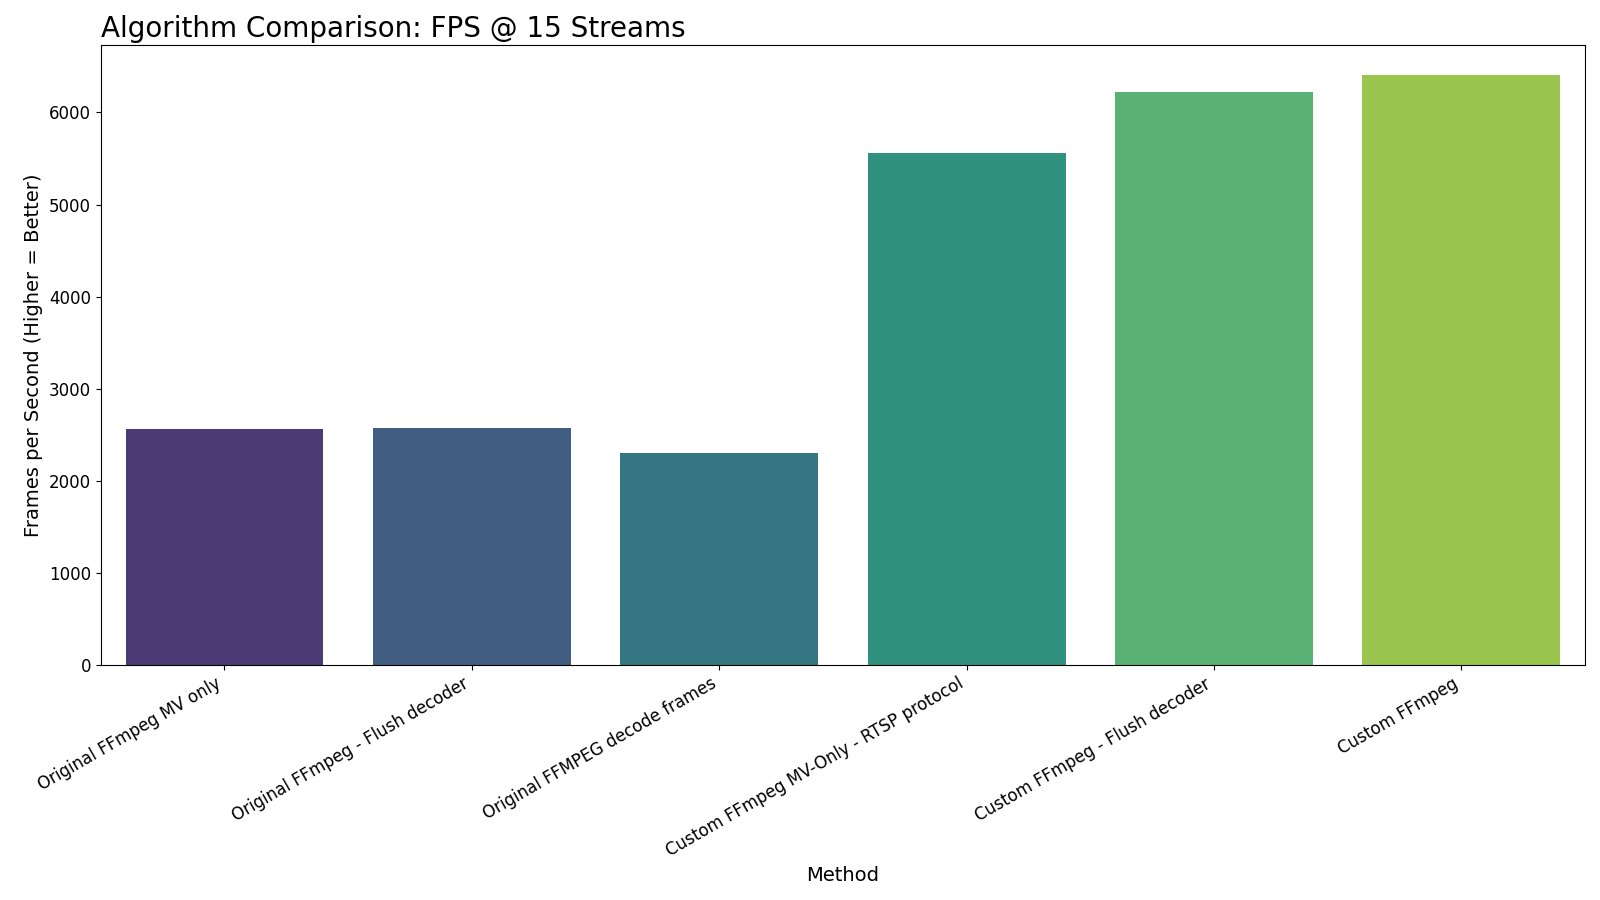 Algorithm Comparison: FPS @ 15 Streams
Frames per Second (Higher = Better)
6000
5000
4000
3000
2000
1000
0
Original FFmpeg MV only
Original FFmpeg - Flush decoder
Original FFMPEG decode frames
Custom FFmpeg MV-Only - RTSP protocol
Custom FFmpeg - Flush decoder
Custom FFmpeg
Method